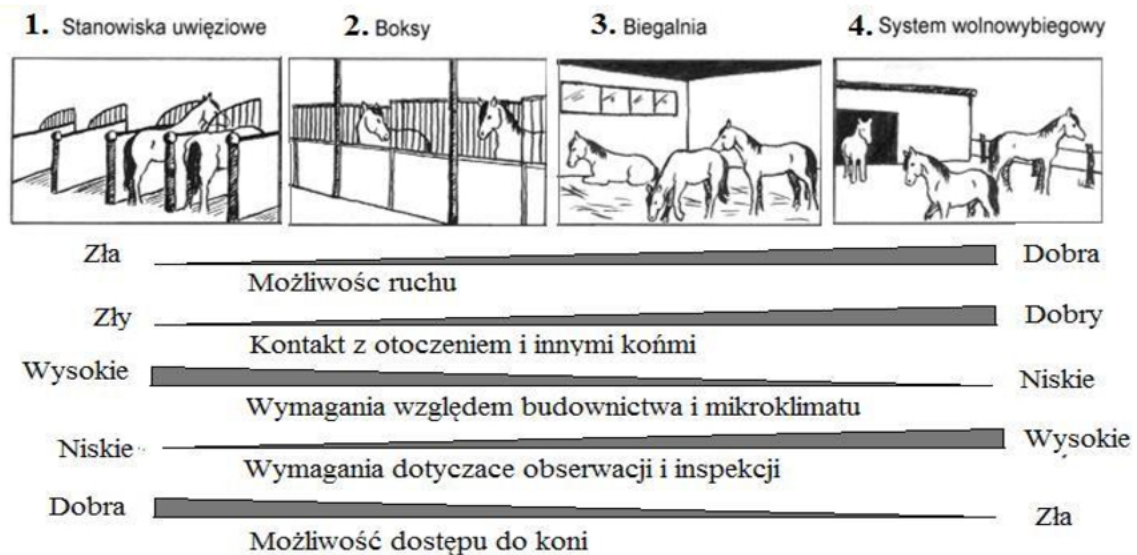 1. Stanowiska uwięziowe 2. Boksy 3. Biegalnia 4. System wolnowybiegowy
Zła Dobra
Możliwośc ruchu
Zły Dobry
Kontakt z otoczeniem i innymi końmi
Wysokie Niskie
Wymagania względem budownictwa i mikroklimatu
Niskie Wysokie
Wymagania dotyczace obserwacji i inspekcji
Dobra Zła
Możliwość dostępu do koni